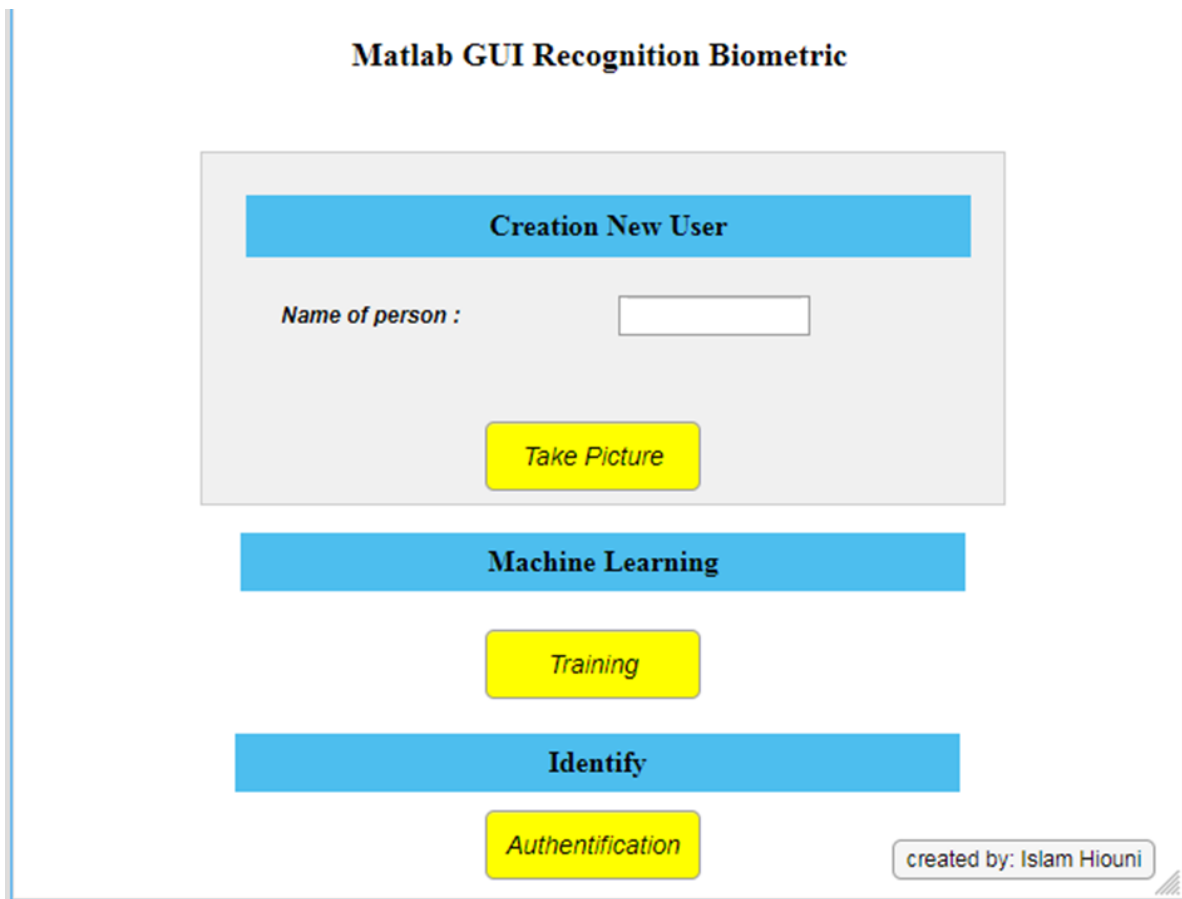 Matlab GUI Recognition Biometric
Creation New User
Name of person :
Take Picture
Machine Learning
Training
Identify
Authentification
created by: Islam Hiouni